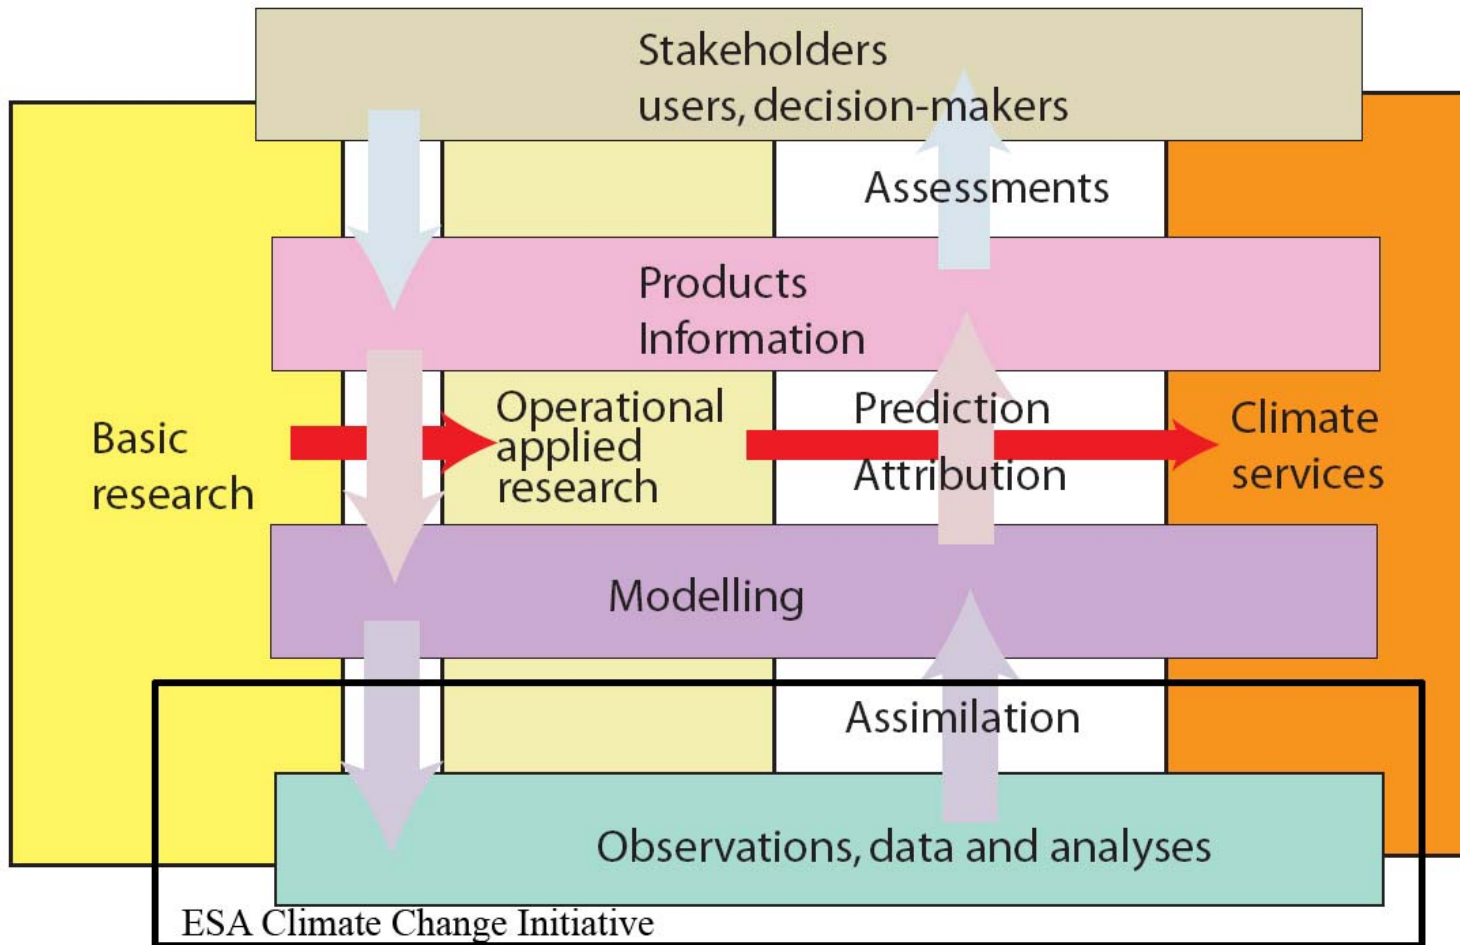 Stakeholders
users, decision-makers
Assessments
Products
Information
Basic
research
Operational
applied
research
Prediction
Attribution
Climate
services
Modelling
Assimilation
Observations, data and analyses
ESA Climate Change Initiative